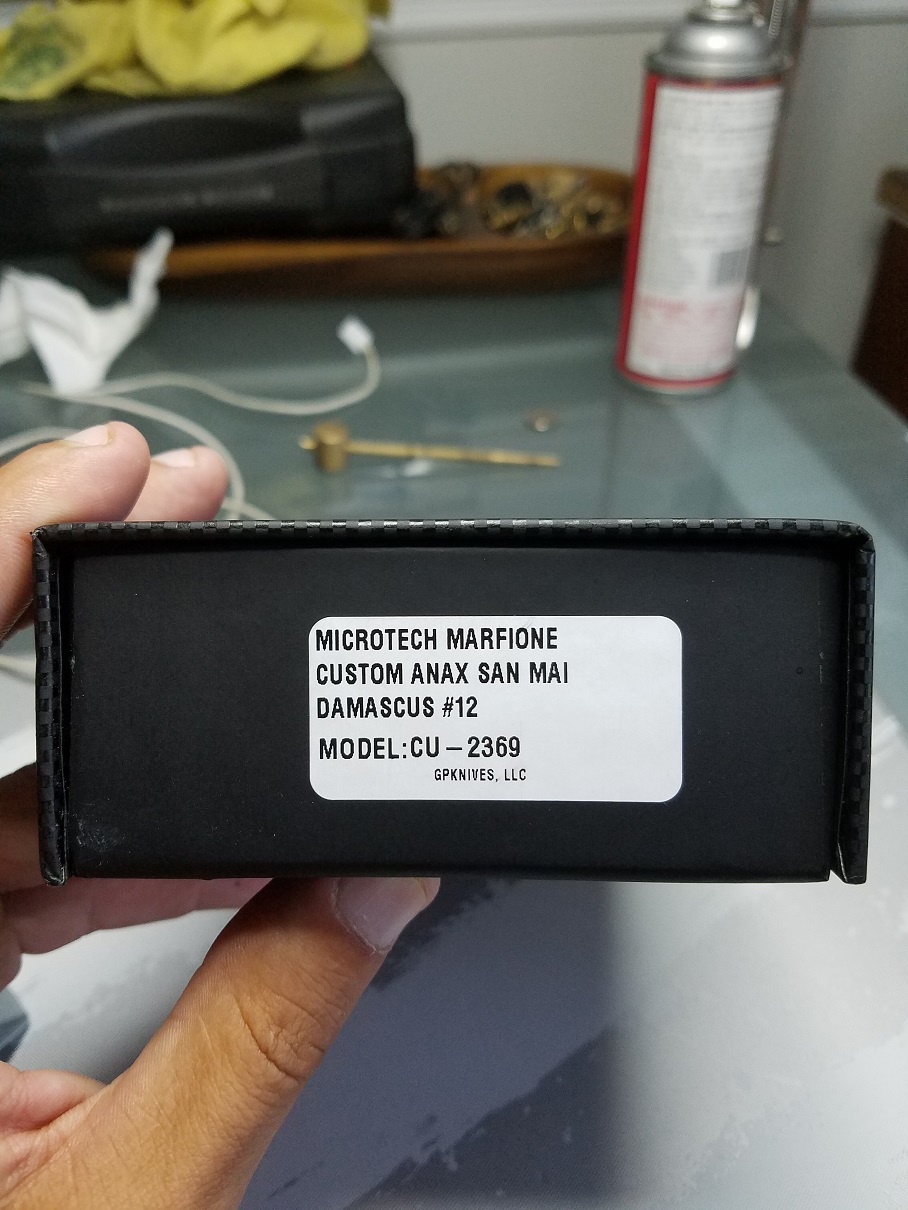 MICROTECH MARFIONE
CUSTOM ANAX SAN MAI
DAMASCUS #12
MODEL:CU–2369
GPKNIVES, LLC